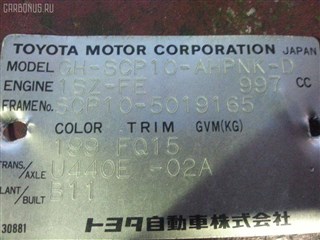 CARBONUS.RU
TOYOTA MOTOR CORPORATION JAPAN
MODEL GH-SCP10-AHPNK-D
ENGINE 1SZ-FE 997 CC
FRAME No. SCP10-5019165
COLOR TRIM GVM(KG)
199 FQ15
TRANS/AXLE U440E -02A
PLANT/BUILT B11
30881
トヨタ自動車株式会社